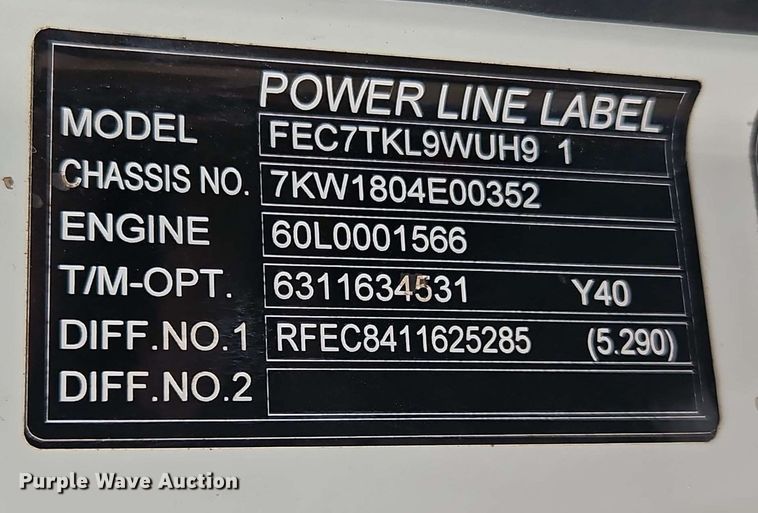 POWER LINE LABEL
MODEL FEC7TKL9WUH9 1
CHASSIS NO. 7KW1804E00352
ENGINE 60L0001566
T/M-OPT. 6311634531 Y40
DIFF.NO.1 RFEC8411625285 (5.290)
DIFF.NO.2
Purple Wave Auction